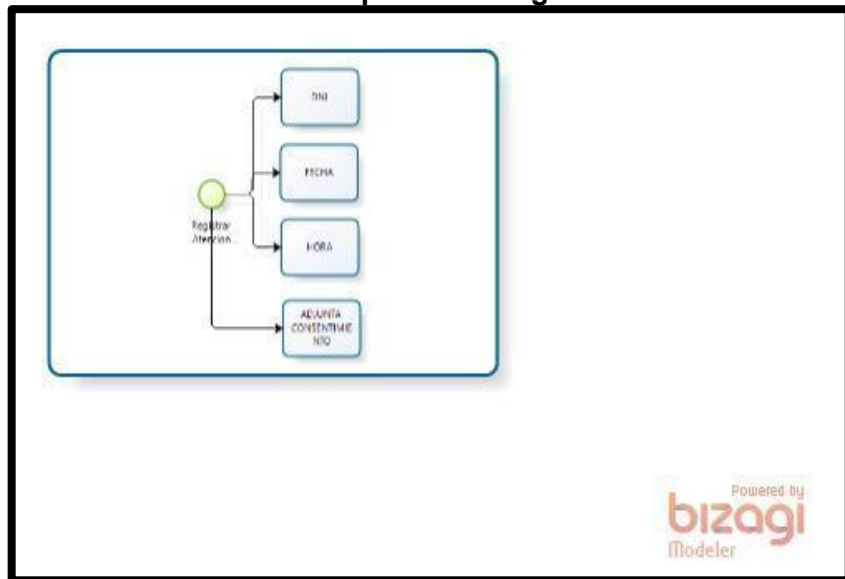 DNI
FECHA
Registrar
Atencion
HORA
ADJUNTA
CONSENTIMIE
NTO
Powered by
bizagi
Modeler